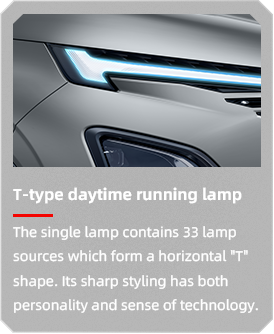 T-type daytime running lamp
The single lamp contains 33 lamp
sources which form a horizontal "T"
shape. Its sharp styling has both
personality and sense of technology.